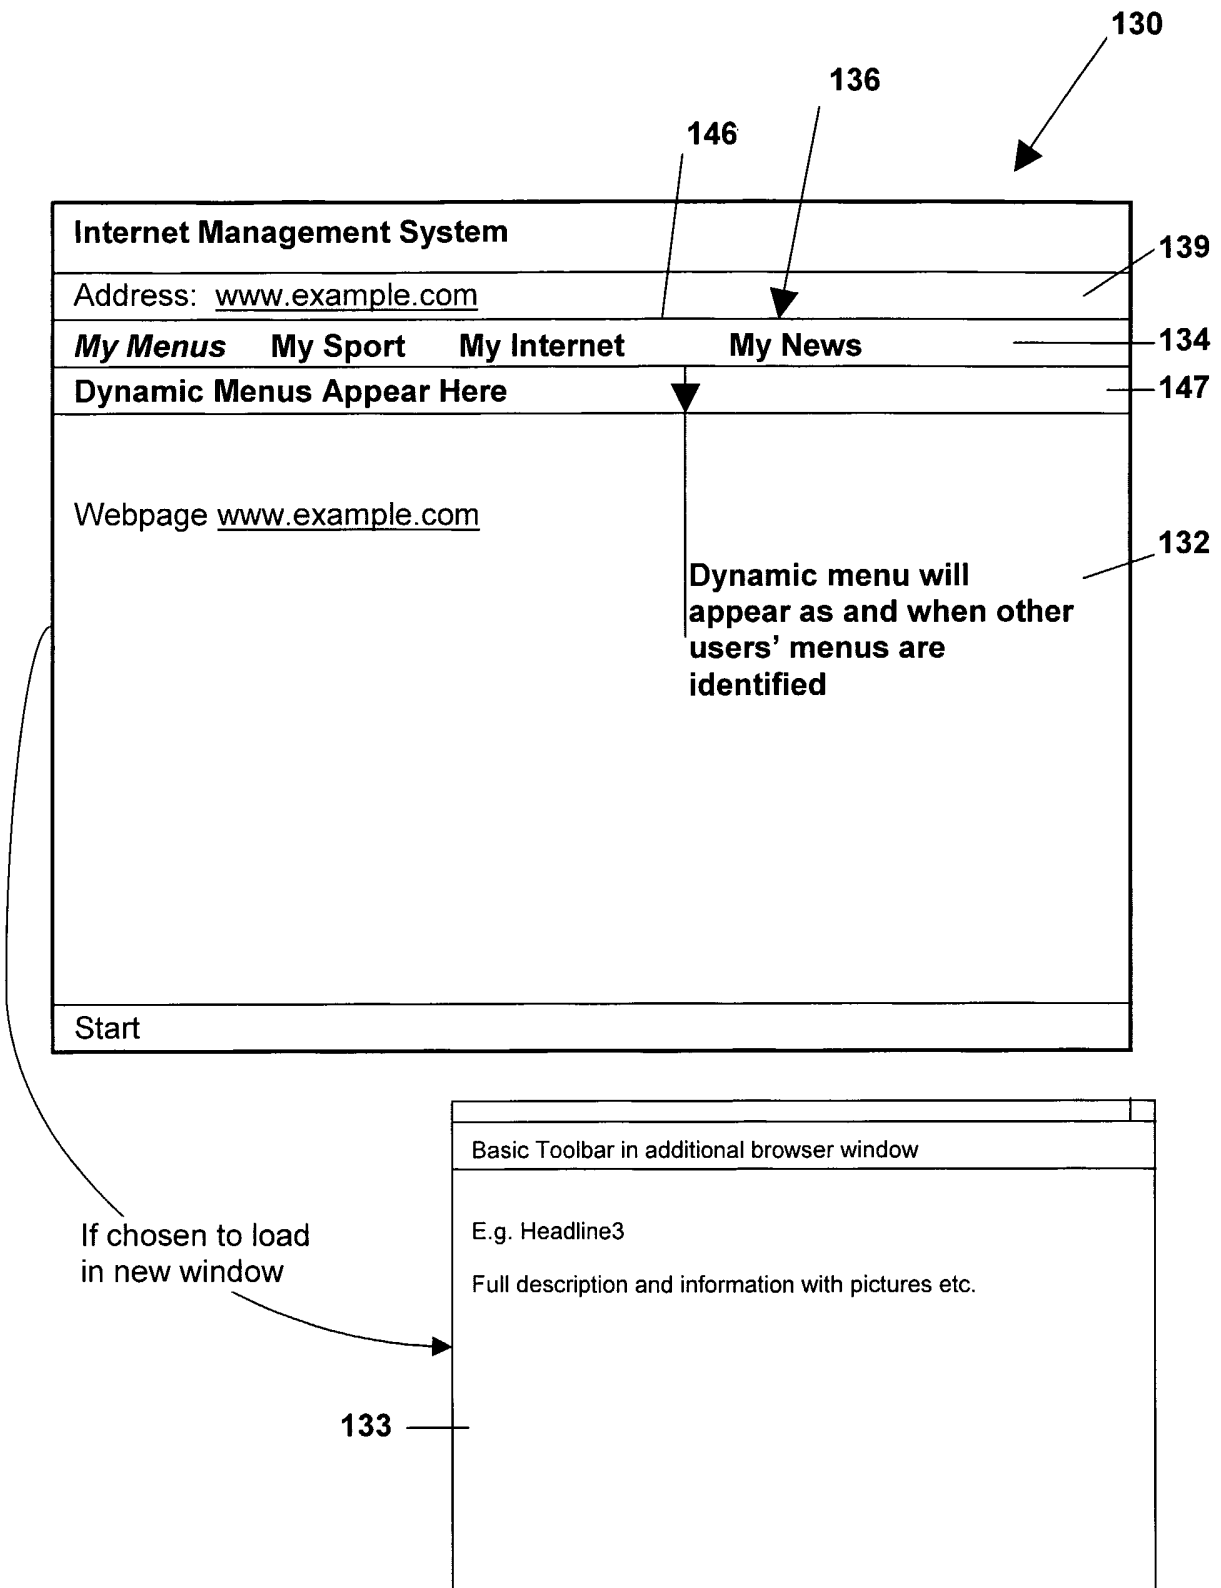 130
136
146
Internet Management System
139
Address: www.example.com
My Menus My Sport My Internet My News
134
Dynamic Menus Appear Here
147
Webpage www.example.com
132
Dynamic menu will
appear as and when other
users’ menus are
identified
Start
Basic Toolbar in additional browser window
If chosen to load
in new window
E.g. Headline3
Full description and information with pictures etc.
133